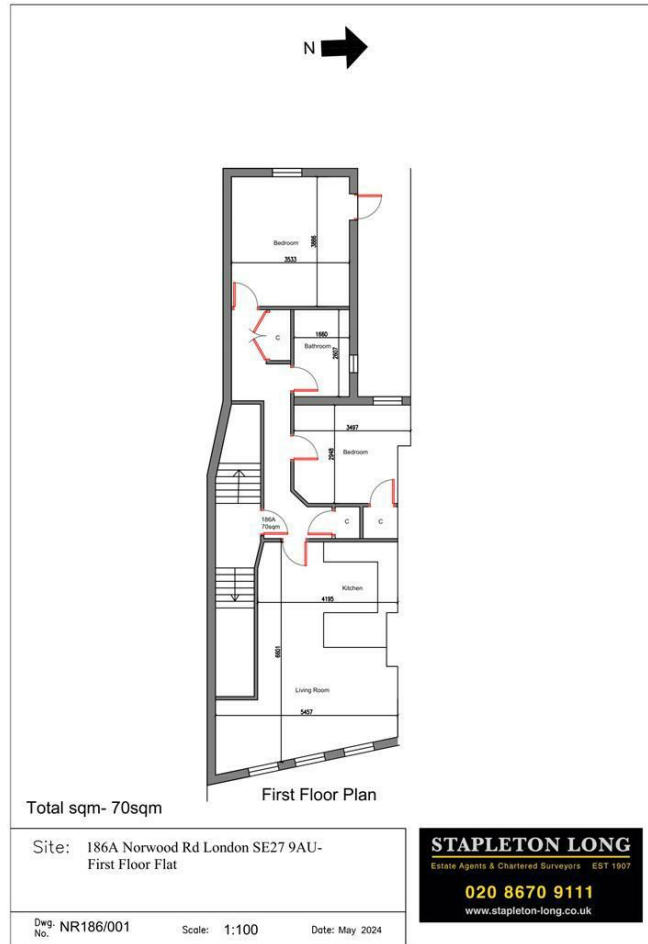 N
Bedroom
3886
3533
C
1660
Bathroom
2607
3497
2948
Bedroom
186A
70sqm
C
C
Kitchen
4195
6601
Living Room
5457
First Floor Plan
Total sqm- 70sqm
Site: 186A Norwood Rd London SE27 9AU-
First Floor Flat
Dwg. No. NR186/001 Scale: 1:100 Date: May 2024
STAPLETON LONG
Estate Agents & Chartered Surveyors EST 1907
020 8670 9111
www.stapleton-long.co.uk